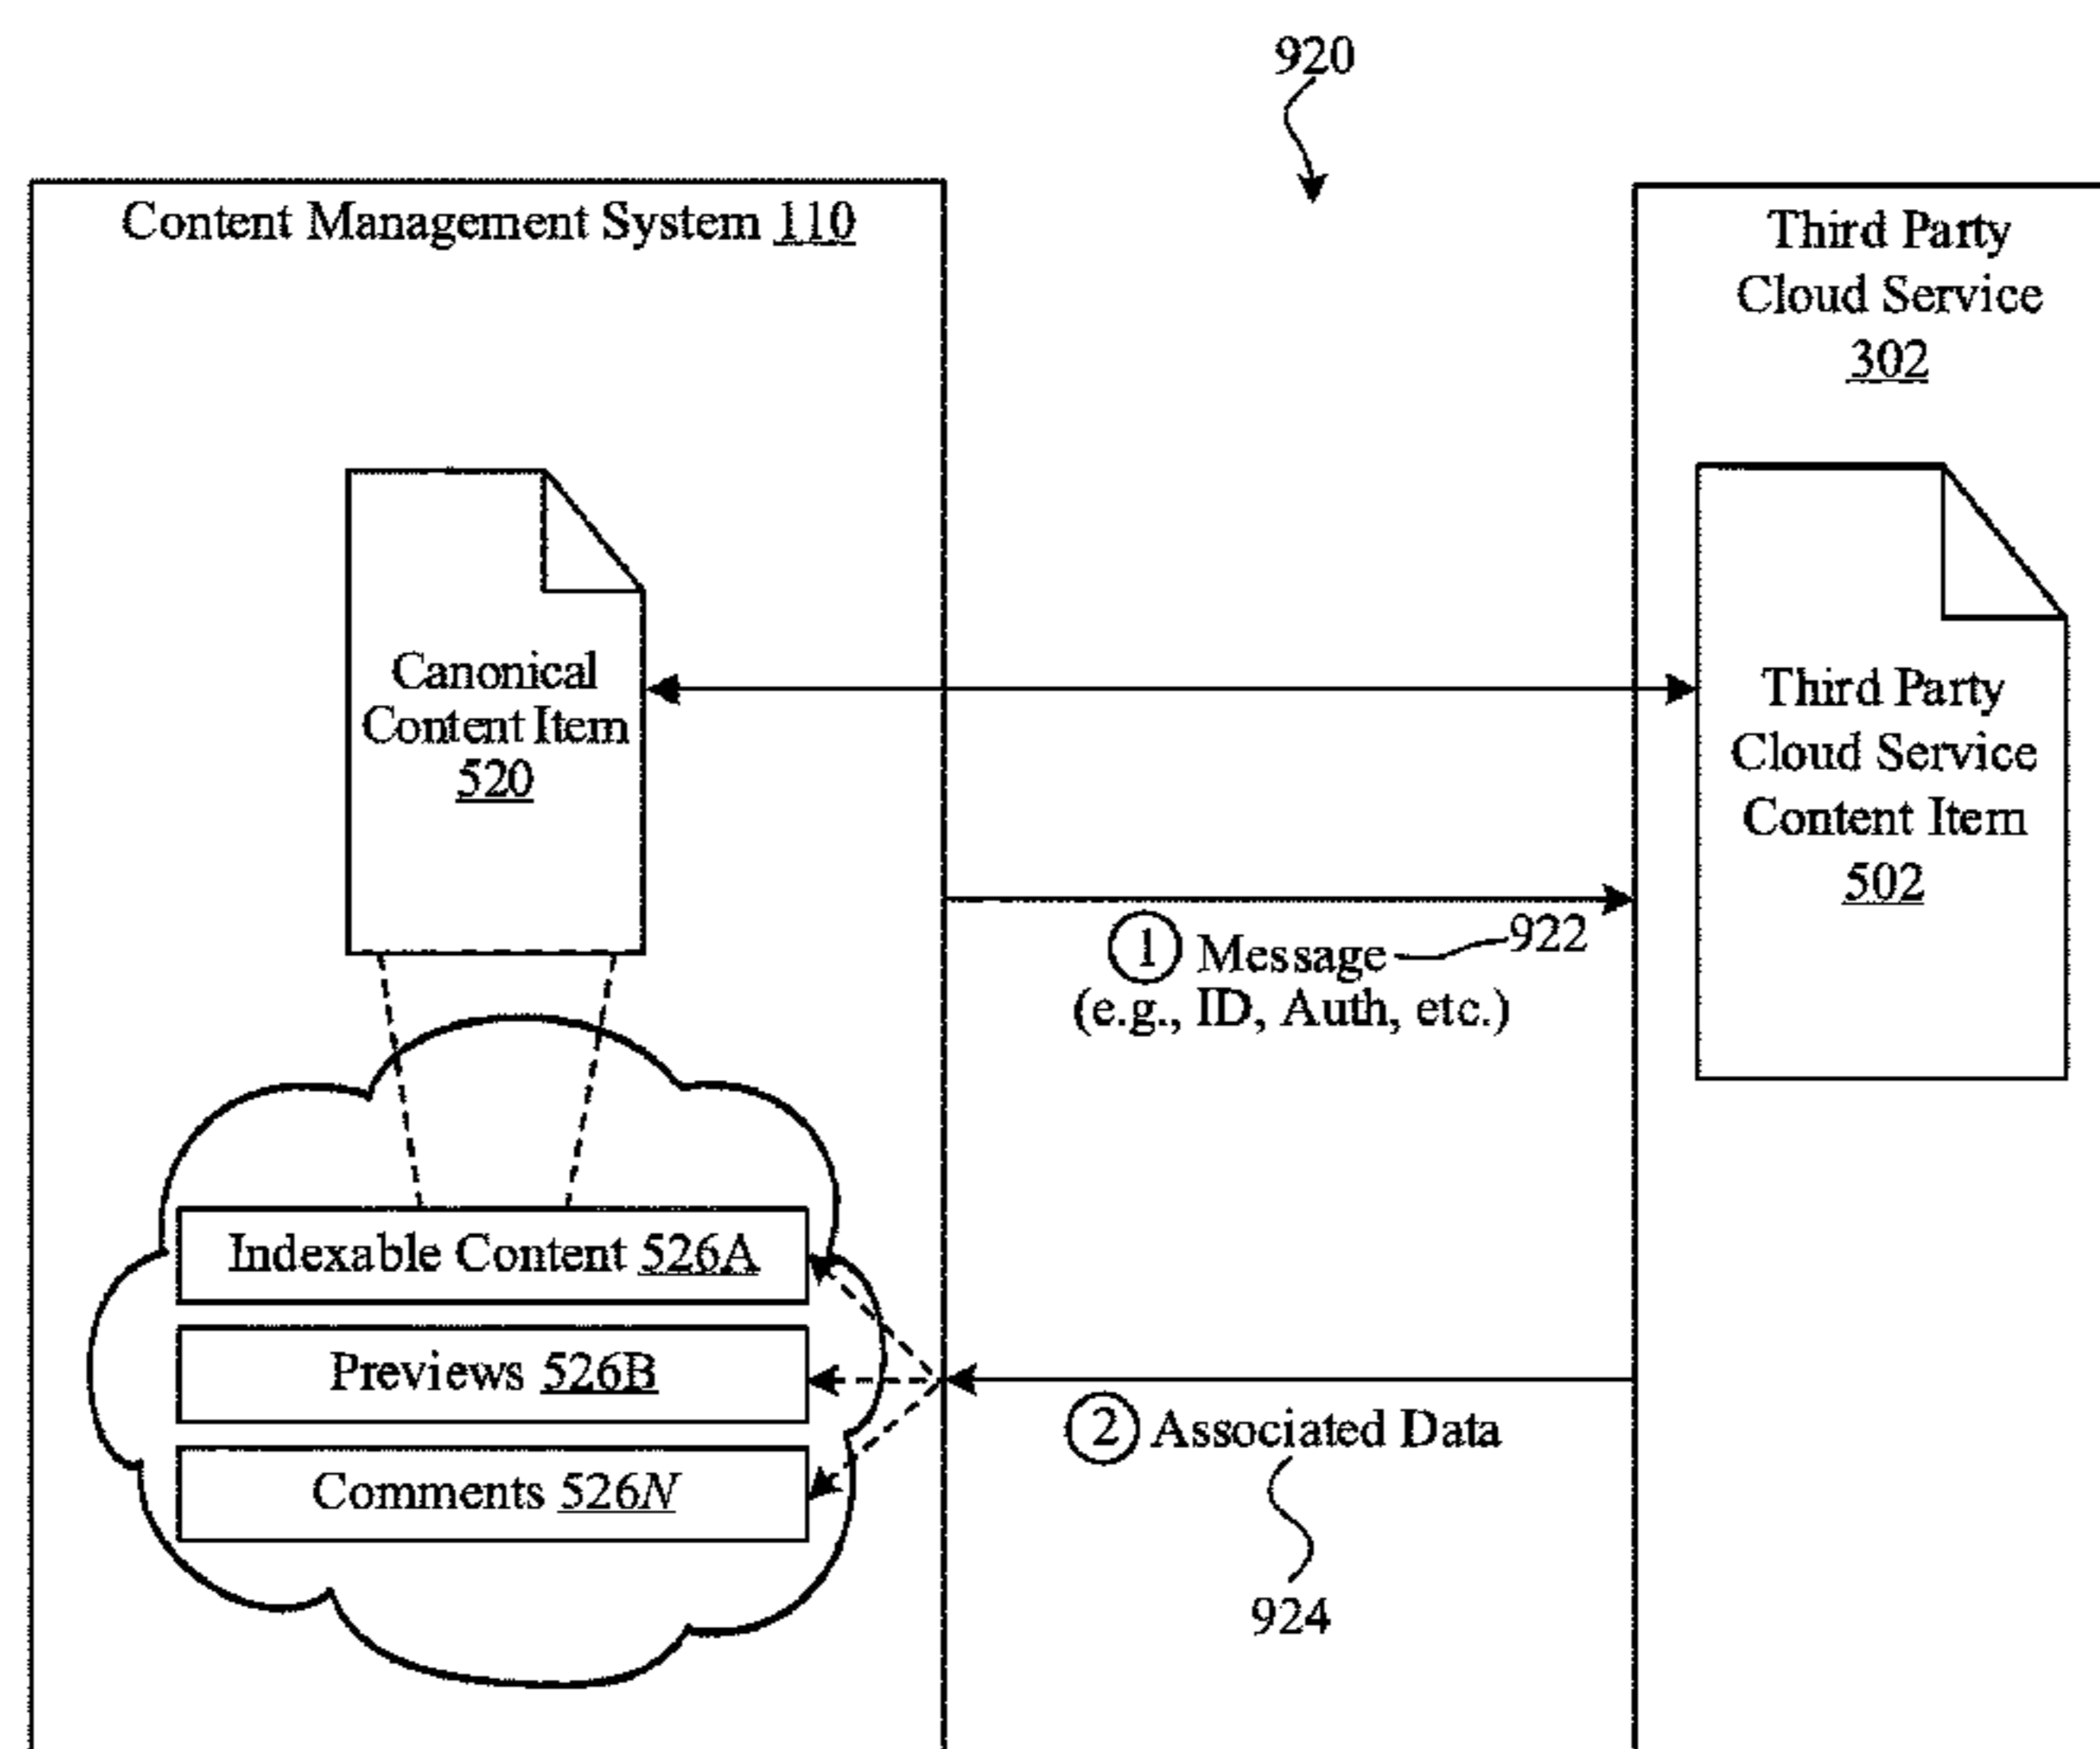 920
Content Management System 110
Third Party
Cloud Service
302
Canonical
Content Item
520
Third Party
Cloud Service
Content Item
502
1 Message 922
(e.g., ID, Auth, etc.)
Indexable Content 526A
Previews 526B
Comments 526N
2 Associated Data
924